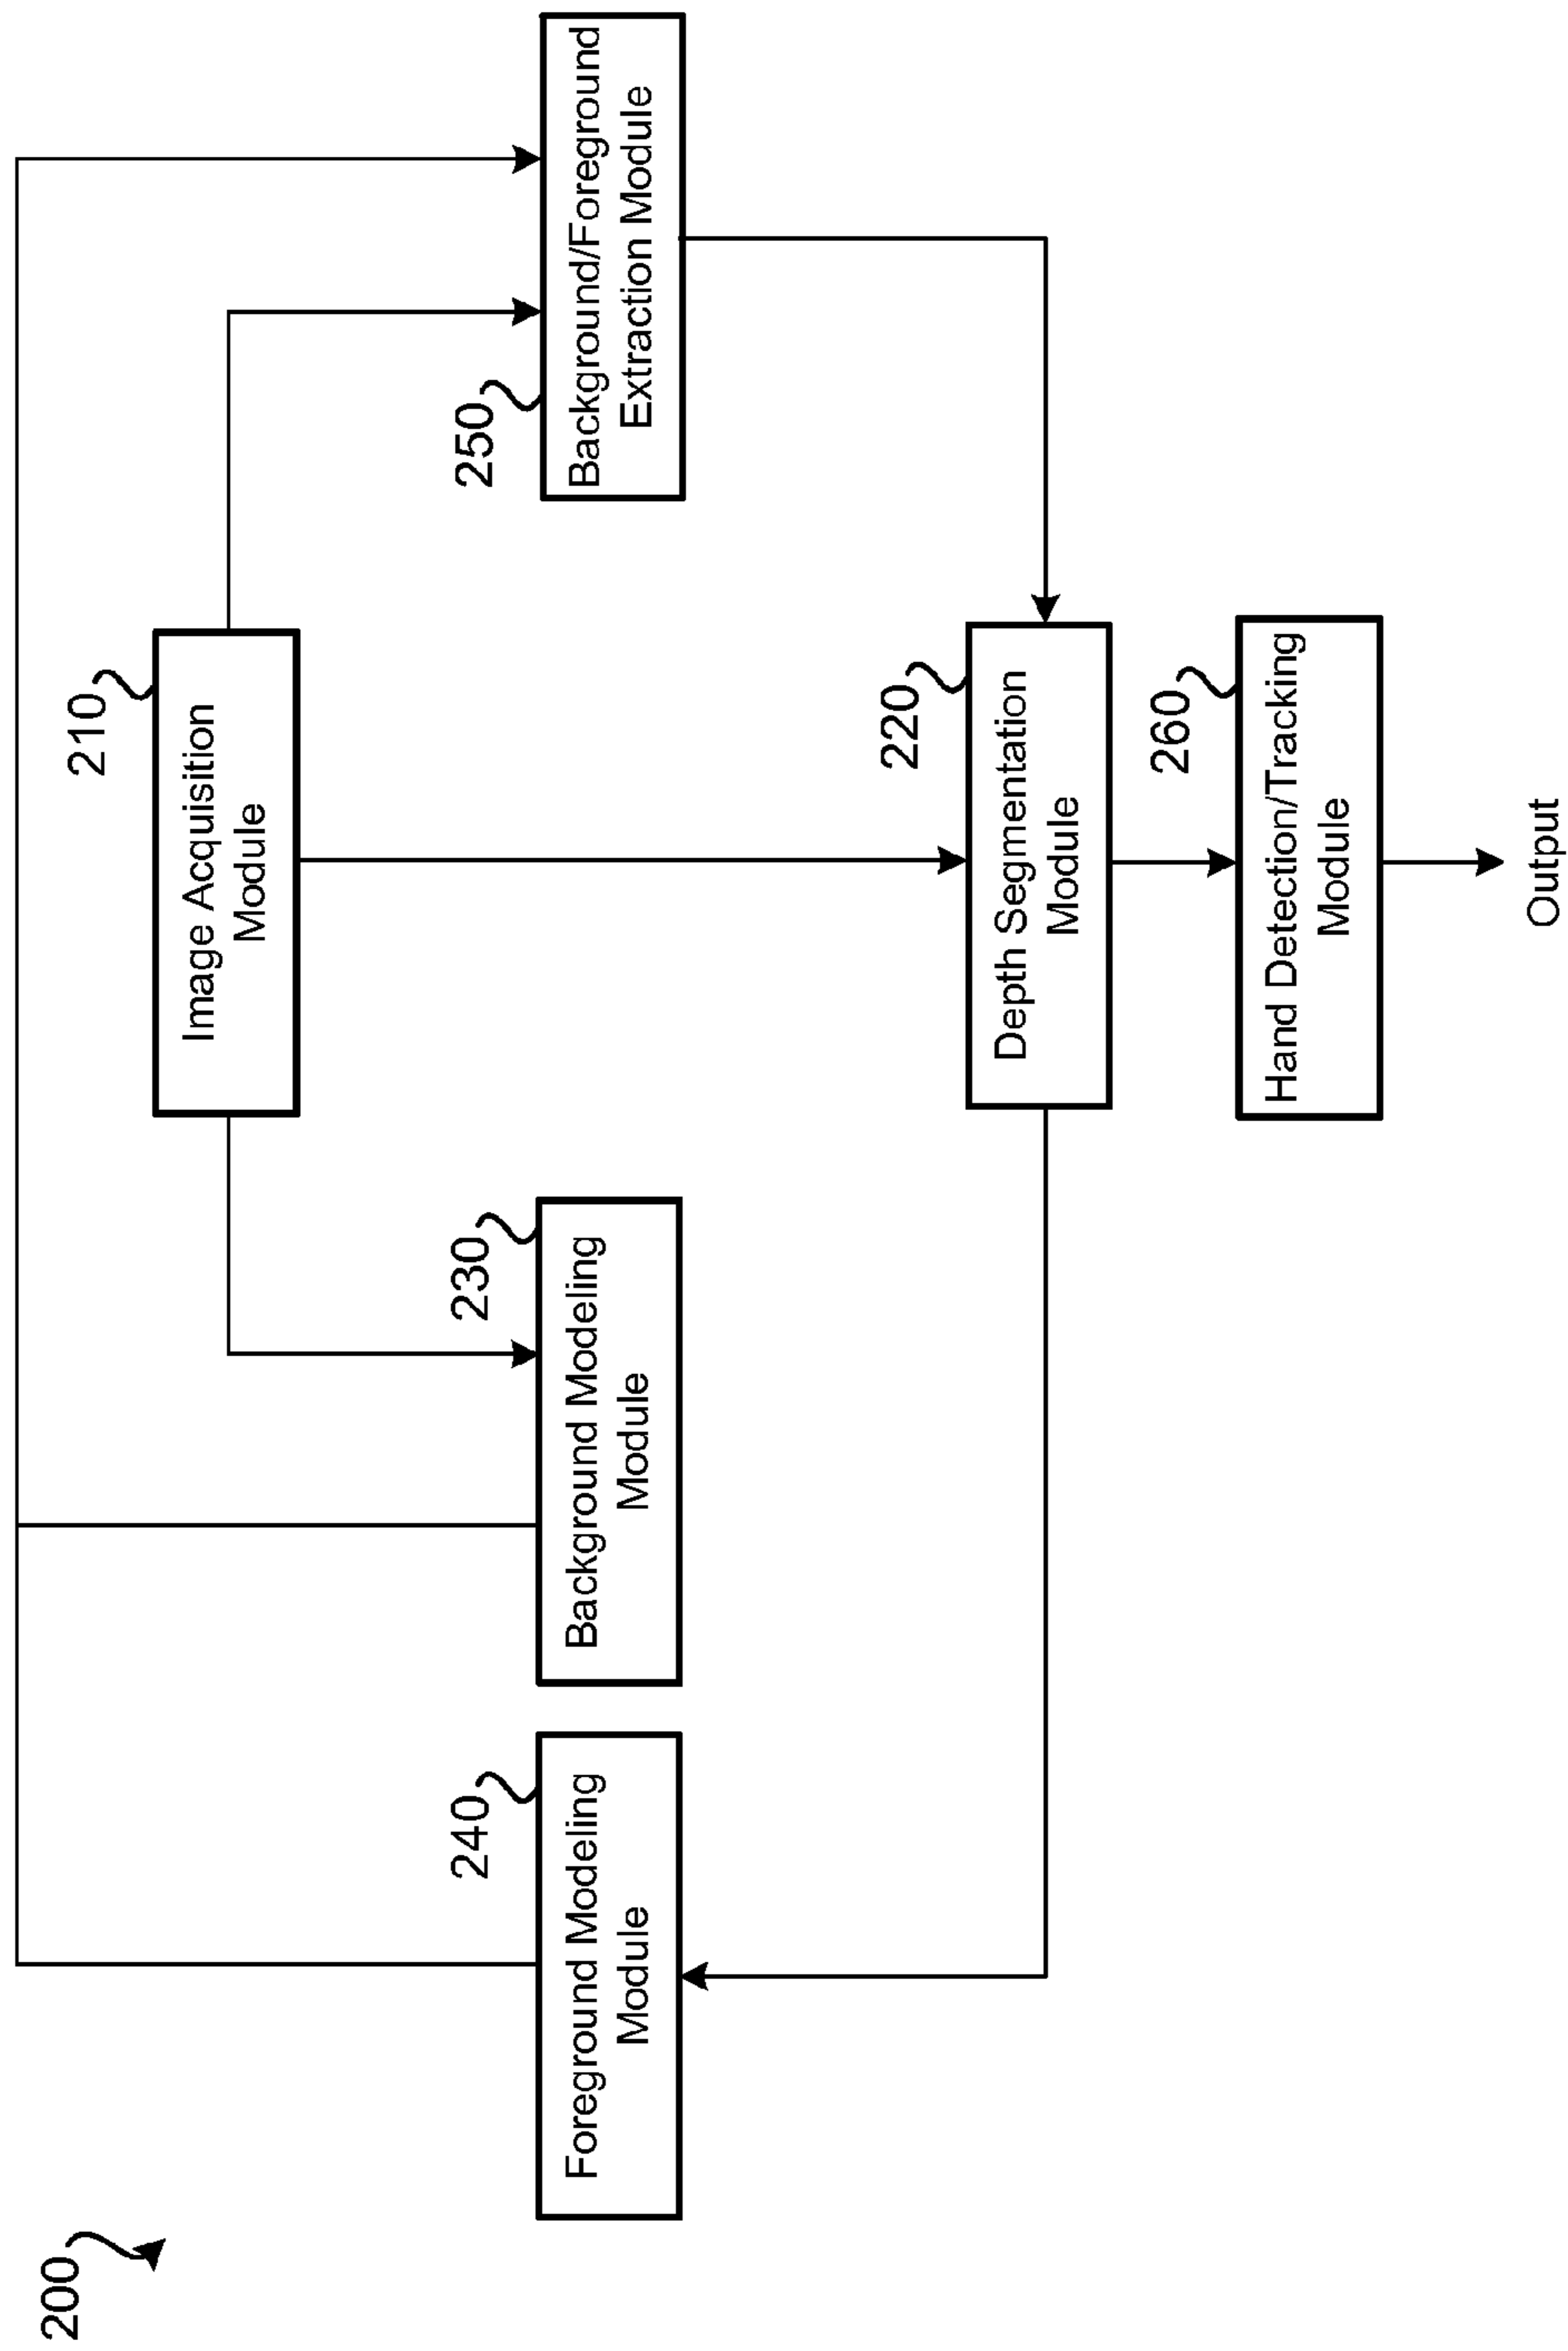 200
210
Image Acquisition
Module
240
Foreground Modeling
Module
230
Background Modeling
Module
250
Background/Foreground
Extraction Module
220
Depth Segmentation
Module
260
Hand Detection/Tracking
Module
Output